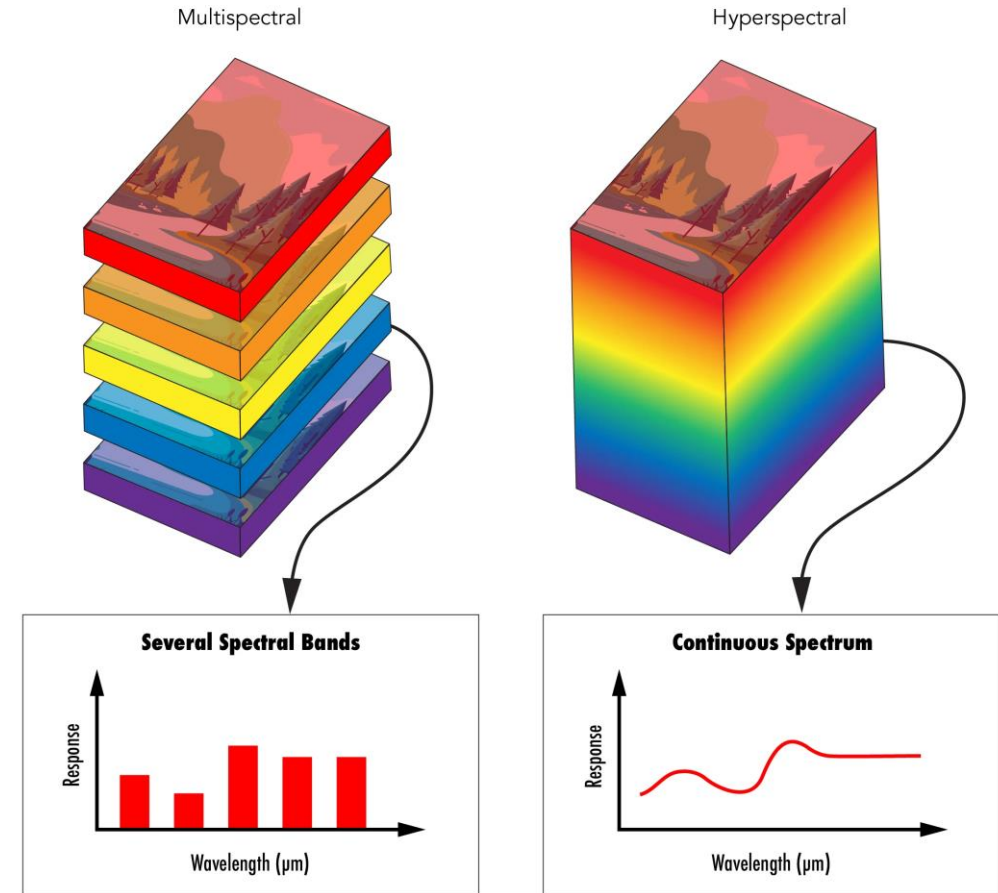 Multispectral
Hyperspectral
Several Spectral Bands
Response
Wavelength (µm)
Continuous Spectrum
Response
Wavelength (µm)